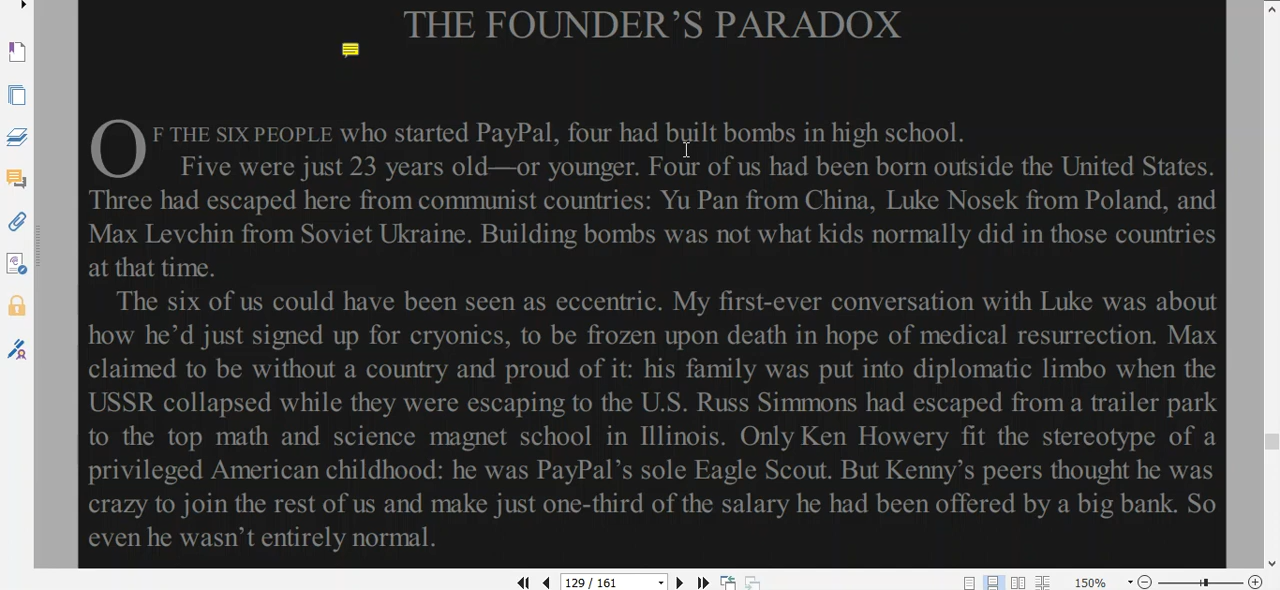 THE FOUNDER’S PARADOX
OF THE SIX PEOPLE who started PayPal, four had built bombs in high school.
Five were just 23 years old—or younger. Four of us had been born outside the United States.
Three had escaped here from communist countries: Yu Pan from China, Luke Nosek from Poland, and
Max Levchin from Soviet Ukraine. Building bombs was not what kids normally did in those countries
at that time.
The six of us could have been seen as eccentric. My first-ever conversation with Luke was about
how he’d just signed up for cryonics, to be frozen upon death in hope of medical resurrection. Max
claimed to be without a country and proud of it: his family was put into diplomatic limbo when the
USSR collapsed while they were escaping to the U.S. Russ Simmons had escaped from a trailer park
to the top math and science magnet school in Illinois. Only Ken Howery fit the stereotype of a
privileged American childhood: he was PayPal’s sole Eagle Scout. But Kenny’s peers thought he was
crazy to join the rest of us and make just one-third of the salary he had been offered by a big bank. So
even he wasn’t entirely normal.
129 / 161
150%